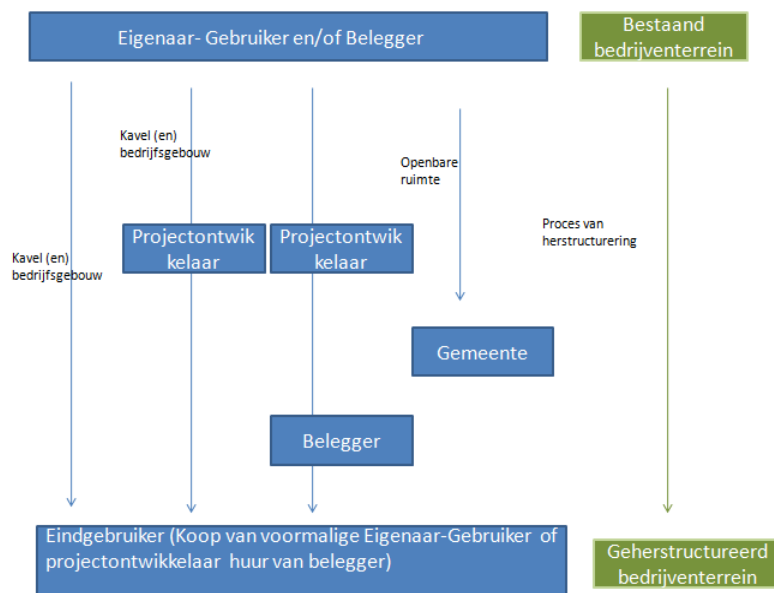 Eigenaar- Gebruiker en/of Belegger
Bestaand
bedrijventerrein
Kavel (en)
bedrijfsgebouw
Openbare
ruimte
Projectontwik
kelaar
Projectontwik
kelaar
Proces van
herstructurering
Kavel (en)
bedrijfsgebouw
Gemeente
Belegger
Eindgebruiker (Koop van voormalige Eigenaar-Gebruiker of
projectontwikkelaar huur van belegger)
Geherstructureerd
bedrijventerrein